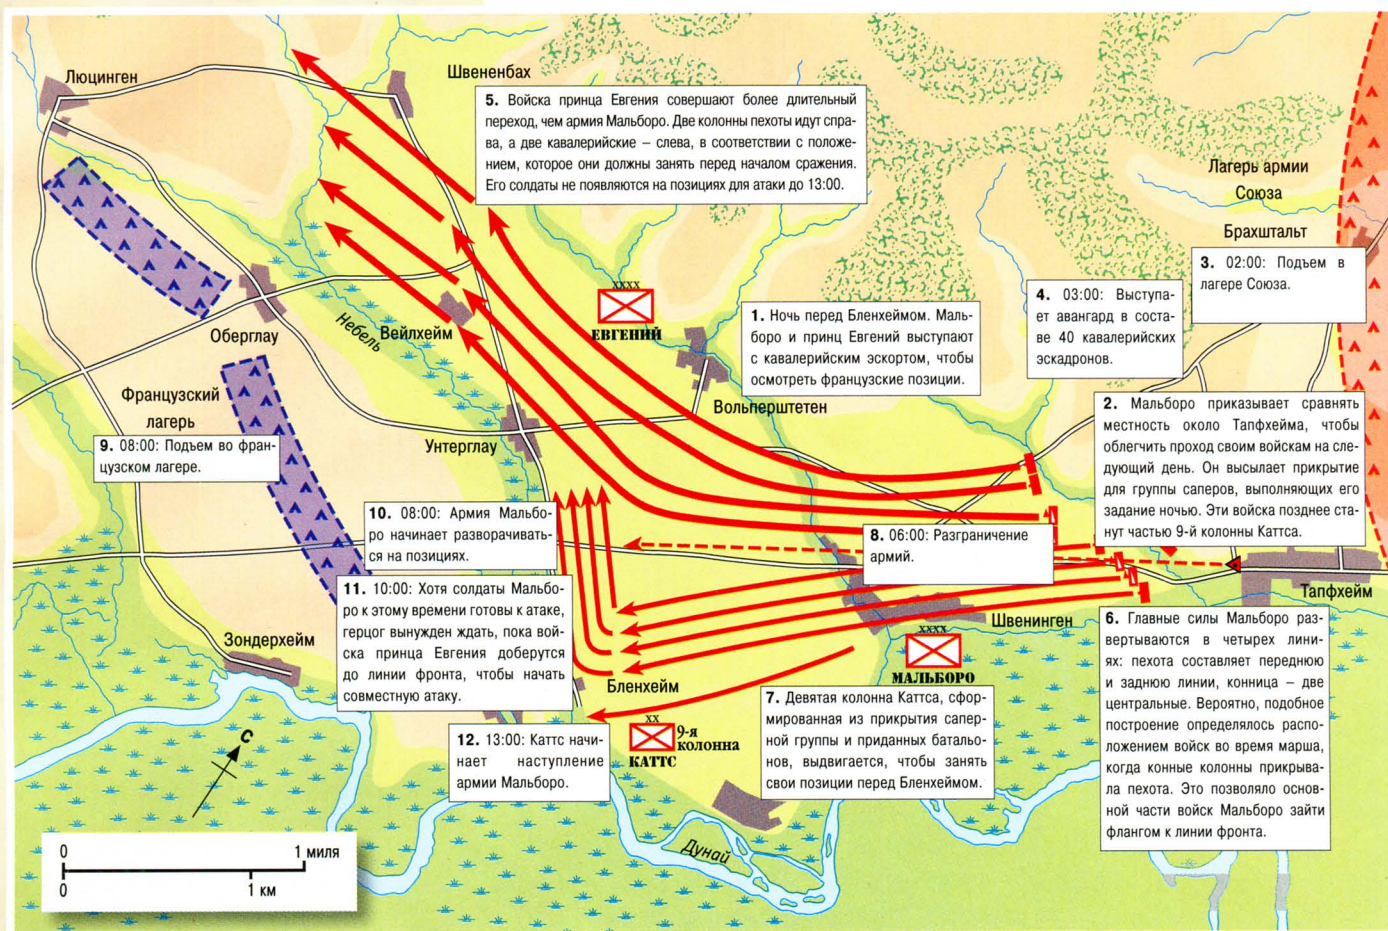 Люцинген
Швененбах
5. Войска принца Евгения совершают более длительный
переход, чем армия Мальборо. Две колонны пехоты идут спра-
ва, а две кавалерийские – слева, в соответствии с положе-
нием, которое они должны занять перед началом сражения.
Его солдаты не появляются на позициях для атаки до 13:00.
Лагерь армии
Союза
Брахштальт
3. 02:00: Подъем в
лагере Союза.
4. 03:00: Выступа-
ет авангард в соста-
ве 40 кавалерийских
эскадронов.
XXXX
ЕВГЕНИЙ
1. Ночь перед Бленхеймом. Маль-
боро и принц Евгений выступают
с кавалерийским эскортом, чтобы
осмотреть французские позиции.
Оберглау
Небель
Вейлхейм
Вольперштетен
Французский
лагерь
Унтерглау
2. Мальборо приказывает сравнять
местность около Тапфхейма, чтобы
облегчить проход своим войскам на сле-
дующий день. Он высылает прикрытие
для группы саперов, выполняющих его
задание ночью. Эти войска позднее ста-
нут частью 9-й колонны Каттса.
9. 08:00: Подъем во фран-
цузском лагере.
10. 08:00: Армия Мальбо-
ро начинает разворачивать-
ся на позициях.
8. 06:00: Разграничение
армий.
11. 10:00: Хотя солдаты Мальбо-
ро к этому времени готовы к атаке,
герцог вынужден ждать, пока вой-
ска принца Евгения доберутся
до линии фронта, чтобы начать
совместную атаку.
Тапфхейм
Швенинген
Зондерхейм
XXXX
МАЛЬБОРО
Бленхейм
6. Главные силы Мальборо раз-
вертываются в четырех лини-
ях: пехота составляет переднюю
и заднюю линии, конница – две
центральные. Вероятно, подобное
построение определялось распо-
ложением войск во время марша,
когда конные колонны прикрыва-
ла пехота. Это позволяло основ-
ной части войск Мальборо зайти
флангом к линии фронта.
7. Девятая колонна Каттса, сфор-
мированная из прикрытия сапер-
ной группы и приданных батальо-
нов, выдвигается, чтобы занять
свои позиции перед Бленхеймом.
XX
9-я
колонна
КАТТС
12. 13:00: Каттс начи-
нает наступление
армии Мальборо.
С
Дунай
0 1 миля
0 1 км